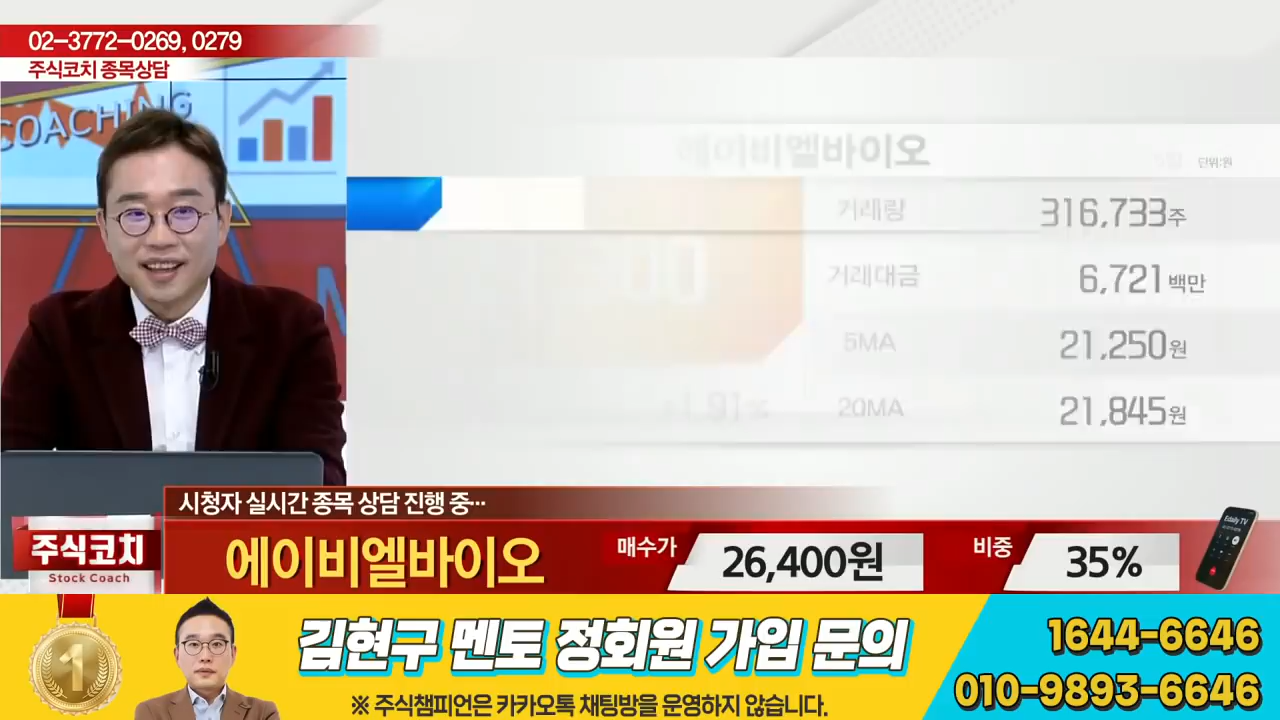 02-3772-0269, 0279
주식코치 종목상담
COACHING
에이비엘바이오
단위:원
거래량 316,733주
거래대금 6,721백만
5MA 21,250원
20MA 21,845원
시청자 실시간 종목 상담 진행 중...
주식코치
Stock Coach
에이비엘바이오 매수가 26,400원 비중 35%
Edaily TV
1
김현구 멘토 정회원 가입 문의
※ 주식챔피언은 카카오톡 채팅방을 운영하지 않습니다.
1644-6646
010-9893-6646